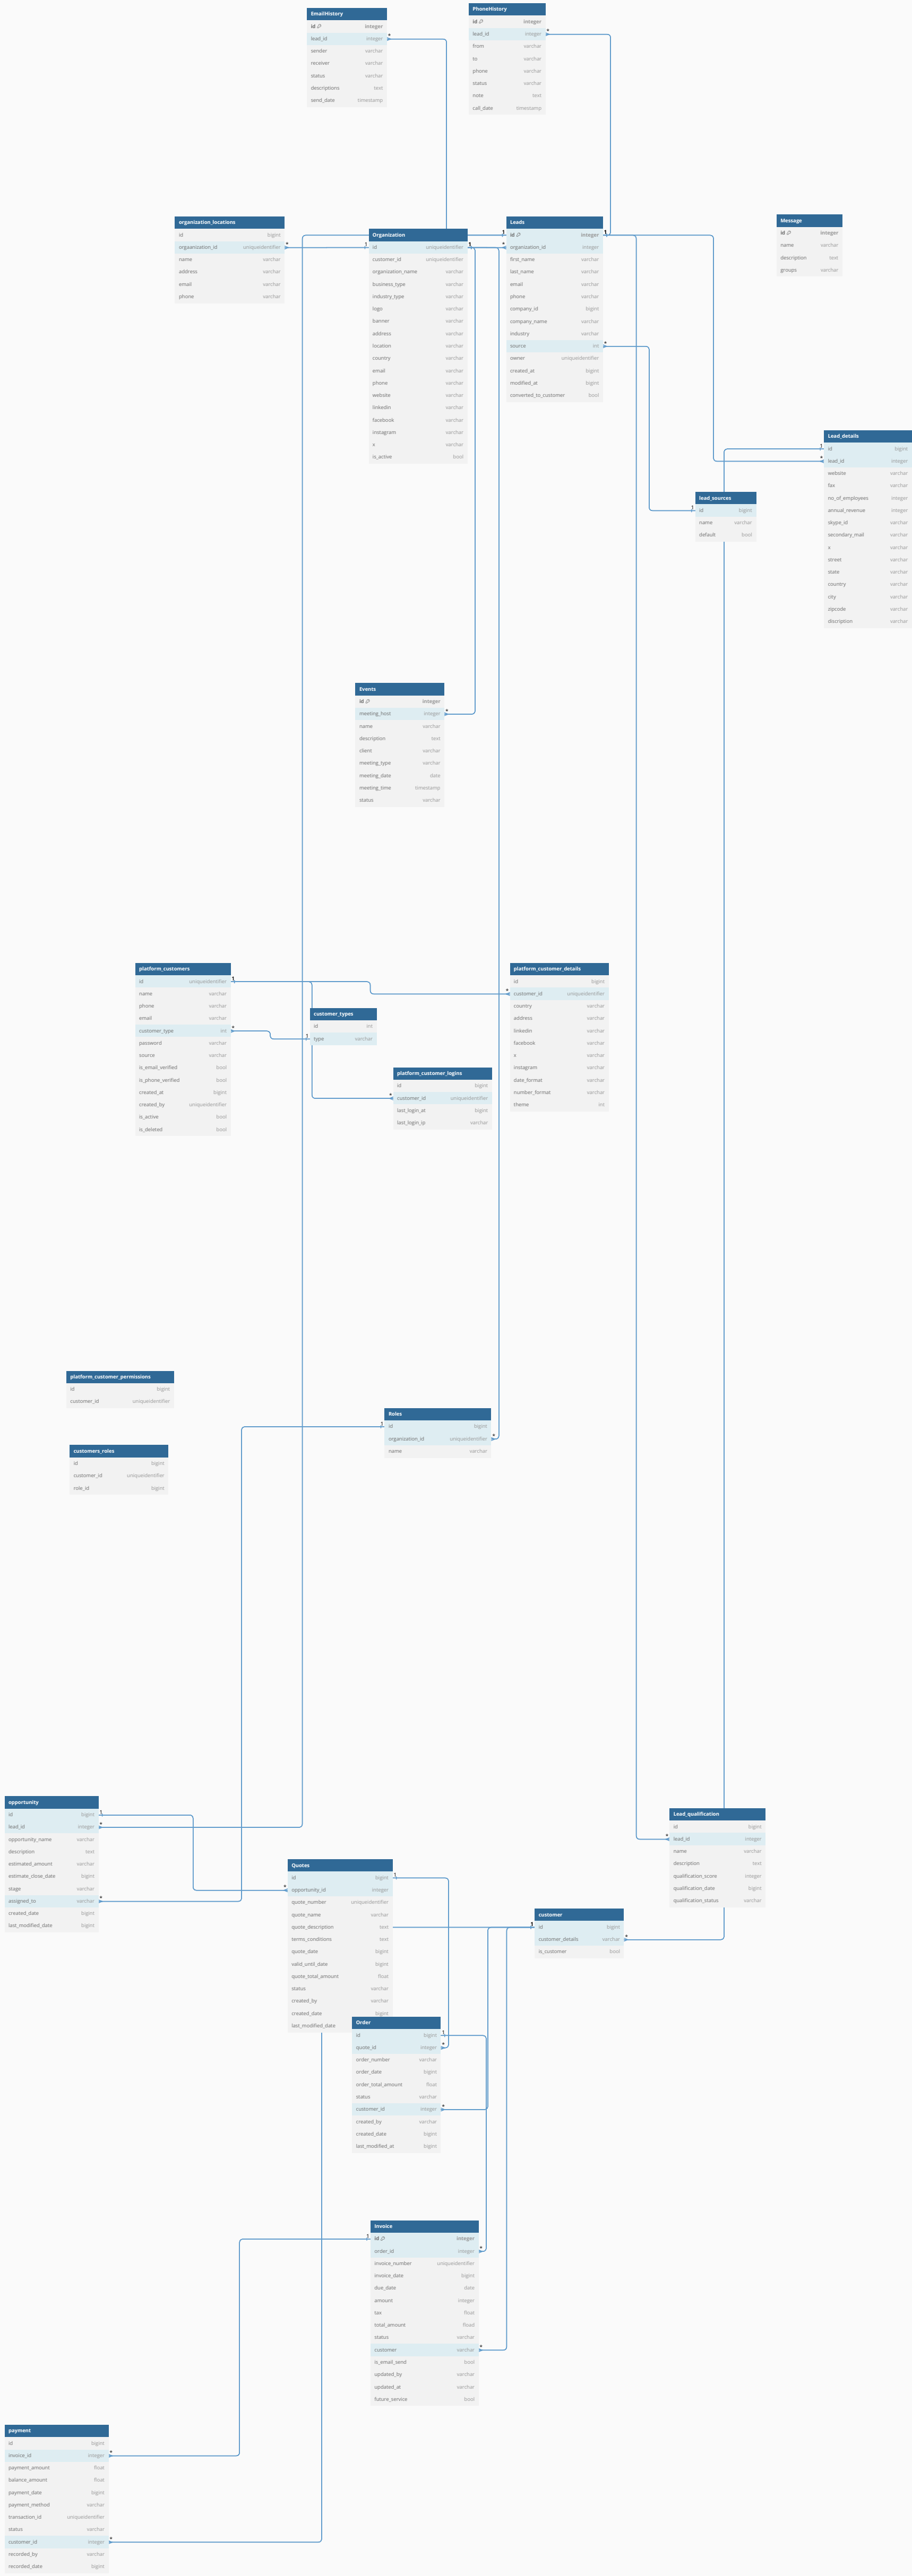 EmailHistory
id integer
lead_id integer
sender varchar
receiver varchar
status varchar
descriptions text
send_date timestamp
PhoneHistory
id integer
lead_id integer
from varchar
to varchar
phone varchar
status varchar
note text
call_date timestamp
organization_locations
id bigint
orgaanization_id uniqueidentifier
name varchar
address varchar
email varchar
phone varchar
Organization
id uniqueidentifier
customer_id uniqueidentifier
organization_name varchar
business_type varchar
industry_type varchar
logo varchar
banner varchar
address varchar
location varchar
country varchar
email varchar
phone varchar
website varchar
linkedin varchar
facebook varchar
instagram varchar
x varchar
is_active bool
Leads
id integer
organization_id integer
first_name varchar
last_name varchar
email varchar
phone varchar
company_id bigint
company_name varchar
industry varchar
source int
owner uniqueidentifier
created_at bigint
modified_at bigint
converted_to_customer bool
Message
id integer
name varchar
description text
groups varchar
Lead_details
id bigint
lead_id integer
website varchar
fax varchar
no_of_employees integer
annual_revenue integer
skype_id varchar
secondary_mail varchar
x varchar
street varchar
state varchar
country varchar
city varchar
zipcode varchar
discription varchar
lead_sources
id bigint
name varchar
default bool
Events
id integer
meeting_host integer
name varchar
description text
client varchar
meeting_type varchar
meeting_date date
meeting_time timestamp
status varchar
platform_customers
id uniqueidentifier
name varchar
phone varchar
email varchar
customer_type int
password varchar
source varchar
is_email_verified bool
is_phone_verified bool
created_at bigint
created_by uniqueidentifier
is_active bool
is_deleted bool
customer_types
id int
type varchar
platform_customer_logins
id bigint
customer_id uniqueidentifier
last_login_at bigint
last_login_ip varchar
platform_customer_details
id bigint
customer_id uniqueidentifier
country varchar
address varchar
linkedin varchar
facebook varchar
x varchar
instagram varchar
date_format varchar
number_format varchar
theme int
platform_customer_permissions
id bigint
customer_id uniqueidentifier
customers_roles
id bigint
customer_id uniqueidentifier
role_id bigint
Roles
id bigint
organization_id uniqueidentifier
name varchar
opportunity
id bigint
lead_id integer
opportunity_name varchar
description text
estimated_amount varchar
estimate_close_date bigint
stage varchar
assigned_to varchar
created_date bigint
last_modified_date bigint
Quotes
id bigint
opportunity_id integer
quote_number uniqueidentifier
quote_name varchar
quote_description text
terms_conditions text
quote_date bigint
valid_until_date bigint
quote_total_amount float
status varchar
created_by varchar
created_date bigint
last_modified_date
Lead_qualification
id bigint
lead_id integer
name varchar
description text
qualification_score integer
qualification_date bigint
qualification_status varchar
customer
id bigint
customer_details varchar
is_customer bool
Order
id bigint
quote_id integer
order_number varchar
order_date bigint
order_total_amount float
status varchar
customer_id integer
created_by varchar
created_date bigint
last_modified_at bigint
Invoice
id integer
order_id integer
invoice_number uniqueidentifier
invoice_date bigint
due_date date
amount integer
tax float
total_amount fload
status varchar
customer varchar
is_email_send bool
updated_by varchar
updated_at varchar
future_service bool
payment
id bigint
invoice_id integer
payment_amount float
balance_amount float
payment_date bigint
payment_method varchar
transaction_id uniqueidentifier
status varchar
customer_id integer
recorded_by varchar
recorded_date bigint